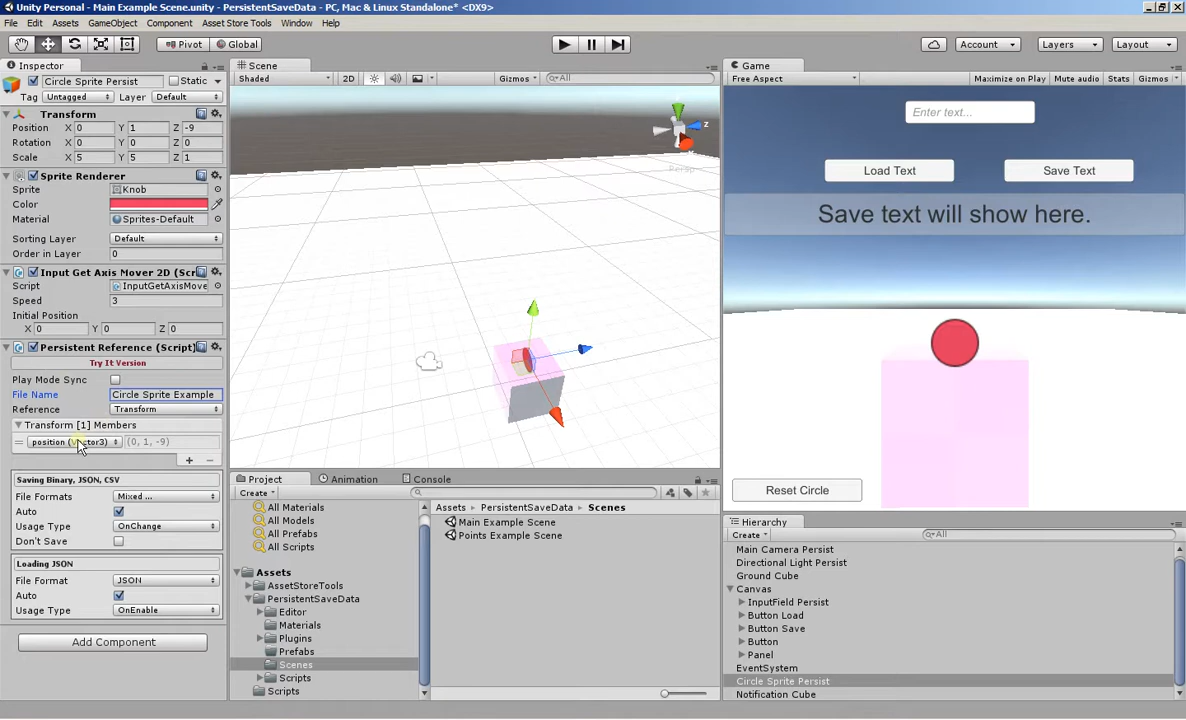 Unity Personal - Main Example Scene.unity - PersistentSaveData - PC, Mac & Linux Standalone* <DX9>
File Edit Assets GameObject Component Asset Store Tools Window Help
Pivot Global Account Layers Layout
Inspector
Circle Sprite Persist Static
Tag Untagged Layer Default
Transform
Position X 0 Y 1 Z -9
Rotation X 0 Y 0 Z 0
Scale X 5 Y 5 Z 1
Sprite Renderer
Sprite Knob
Color
Material Sprites-Default
Sorting Layer Default
Order in Layer 0
Input Get Axis Mover 2D (Scr
Script InputGetAxisMove
Speed 3
Initial Position
X 0 Y 0 Z 0
Persistent Reference (Script)
Try It Version
Play Mode Sync
File Name Circle Sprite Example
Reference Transform
Transform [1] Members
position (Vector3) (0, 1, -9)
Saving Binary, JSON, CSV
File Formats Mixed ...
Auto
Usage Type OnChange
Don't Save
Loading JSON
File Format JSON
Auto
Usage Type OnEnable
Add Component
Scene
Shaded 2D Gizmos All
z
Persp
Project Animation Console
Create
All Materials
All Models
All Prefabs
All Scripts
Assets
AssetStoreTools
PersistentSaveData
Editor
Materials
Plugins
Prefabs
Scenes
Scripts
Scripts
Assets PersistentSaveData Scenes
Main Example Scene
Points Example Scene
Game
Free Aspect Maximize on Play Mute audio Stats Gizmos
Enter text...
Load Text Save Text
Save text will show here.
Reset Circle
Hierarchy
Create All
Main Camera Persist
Directional Light Persist
Ground Cube
Canvas
InputField Persist
Button Load
Button Save
Button
Panel
EventSystem
Circle Sprite Persist
Notification Cube